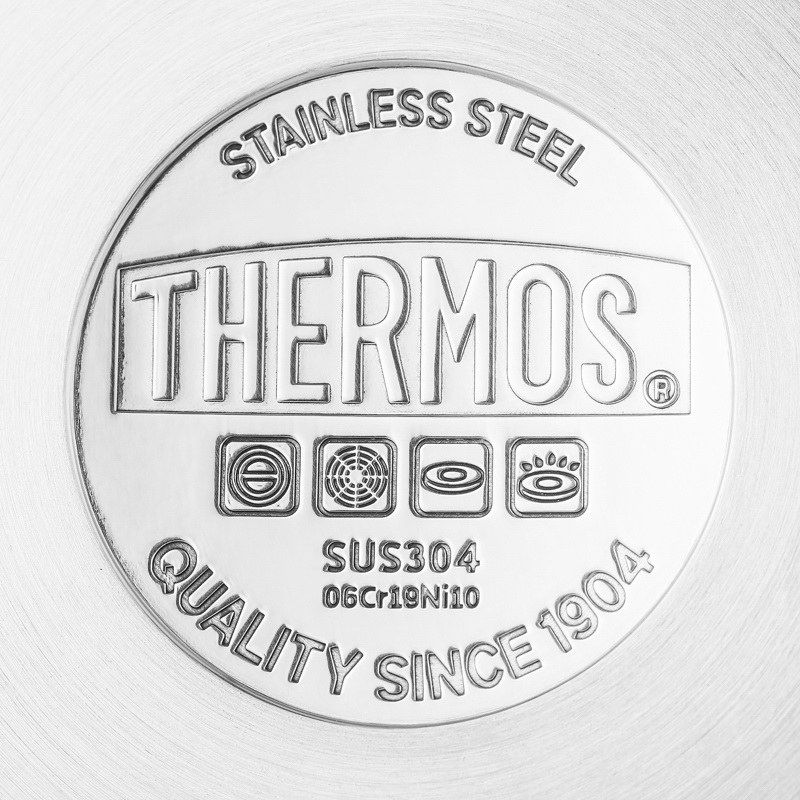 STAINLESS STEEL
THERMOS®
SUS304
06Cr19Ni10
QUALITY SINCE 1904